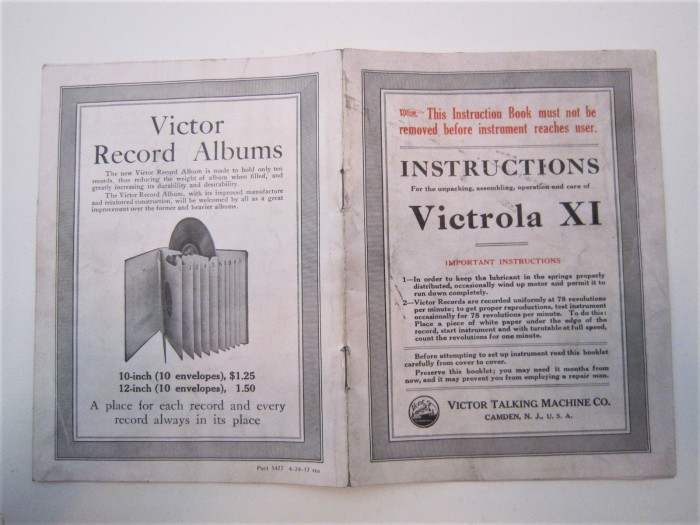 Victor
Record Albums
The new Victor Record Album is made to hold only ten
records, thus reducing the weight of album when filled, and
greatly increasing its durability and desirability.
The Victor Record Album, with its improved manufacture
and reinforced construction, will be welcomed by all as a great
improvement over the former and heavier albums.
10-inch (10 envelopes), $1.25
12-inch (10 envelopes), 1.50
A place for each record and every
record always in its place
Part 5427 4-24-17
This Instruction Book must not be
removed before instrument reaches user.
INSTRUCTIONS
For the unpacking, assembling, operation and care of
Victrola XI
IMPORTANT INSTRUCTIONS
1—In order to keep the lubricant in the springs properly
distributed, occasionally wind up motor and permit it to
run down completely.
2—Victor Records are recorded uniformly at 78 revolutions
per minute; to get proper reproductions, test instrument
occasionally for 78 revolutions per minute. To do this:
Place a piece of white paper under the edge of the
record, start instrument and with turntable at full speed,
count the revolutions for one minute.
Before attempting to set up instrument read this booklet
carefully from cover to cover.
Preserve this booklet; you may need it months from
now, and it may prevent you from employing a repair man.
VICTOR TALKING MACHINE CO.
CAMDEN, N. J., U. S. A.